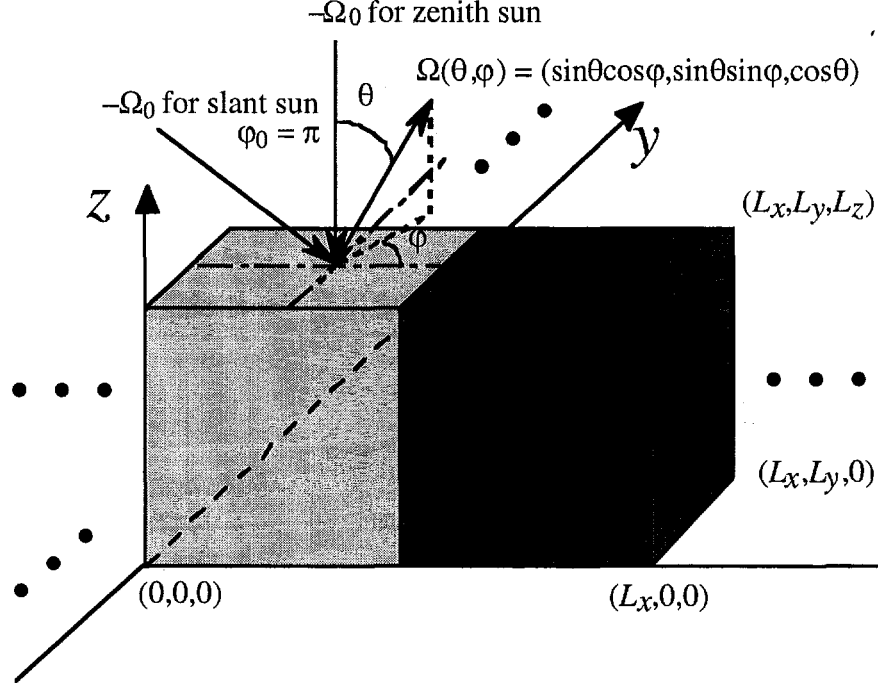 –Ω₀ for zenith sun
Ω(θ,φ) = (sinθcosφ,sinθsinφ,cosθ)
–Ω₀ for slant sun
φ₀ = π
θ
y
z
φ
(Lx,Ly,Lz)
(Lx,Ly,0)
(0,0,0)
(Lx,0,0)